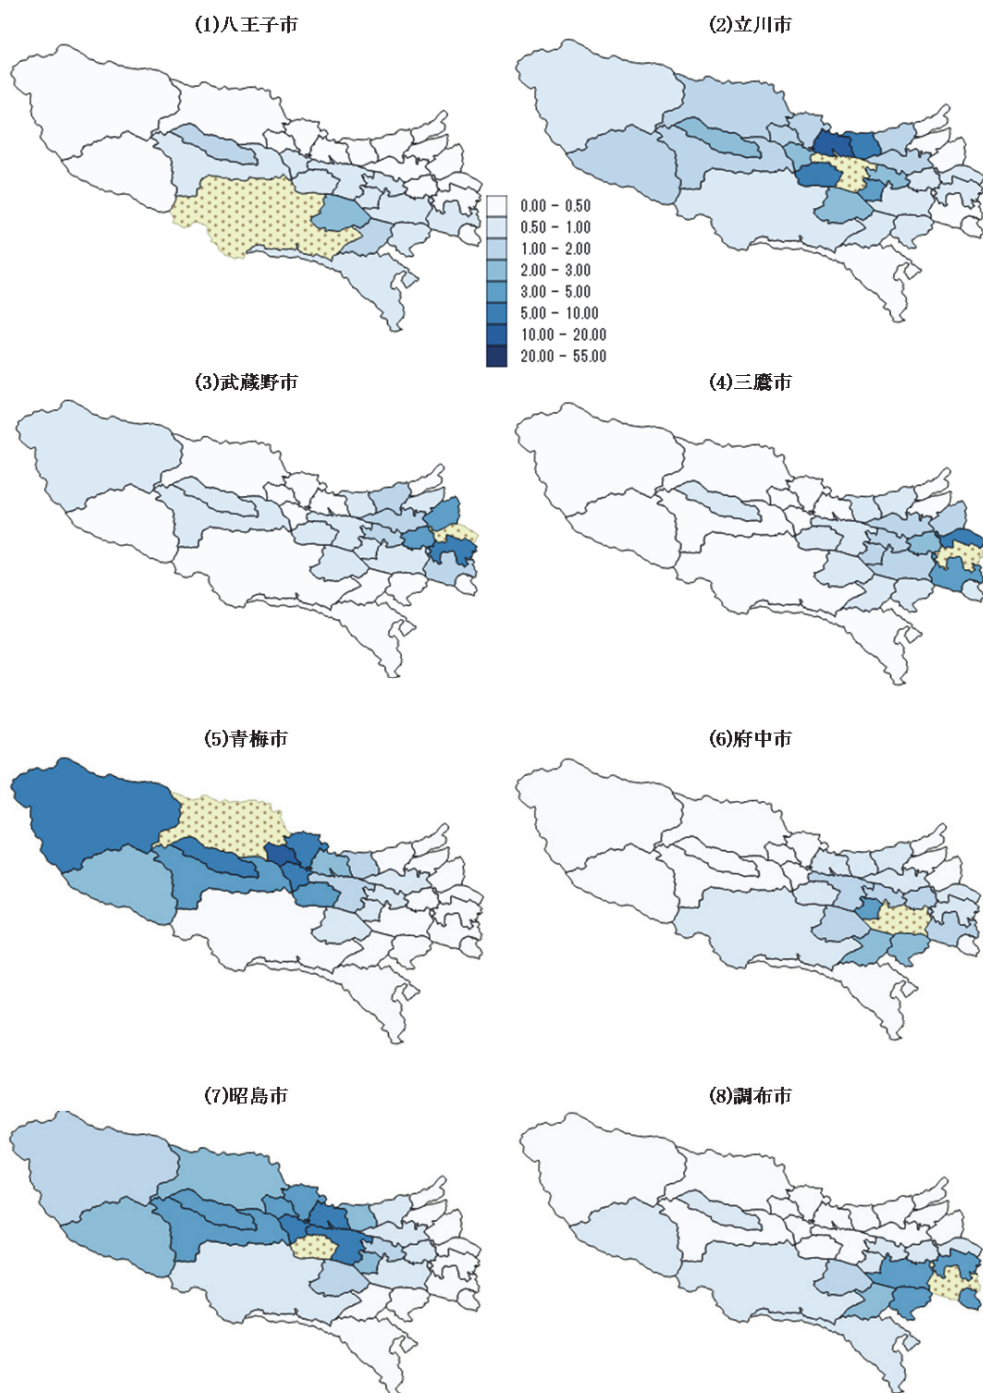 (1)八王子市
(2)立川市
0.00 - 0.50
0.50 - 1.00
1.00 - 2.00
2.00 - 3.00
3.00 - 5.00
5.00 - 10.00
10.00 - 20.00
20.00 - 55.00
(3)武蔵野市
(4)三鷹市
(5)青梅市
(6)府中市
(7)昭島市
(8)調布市